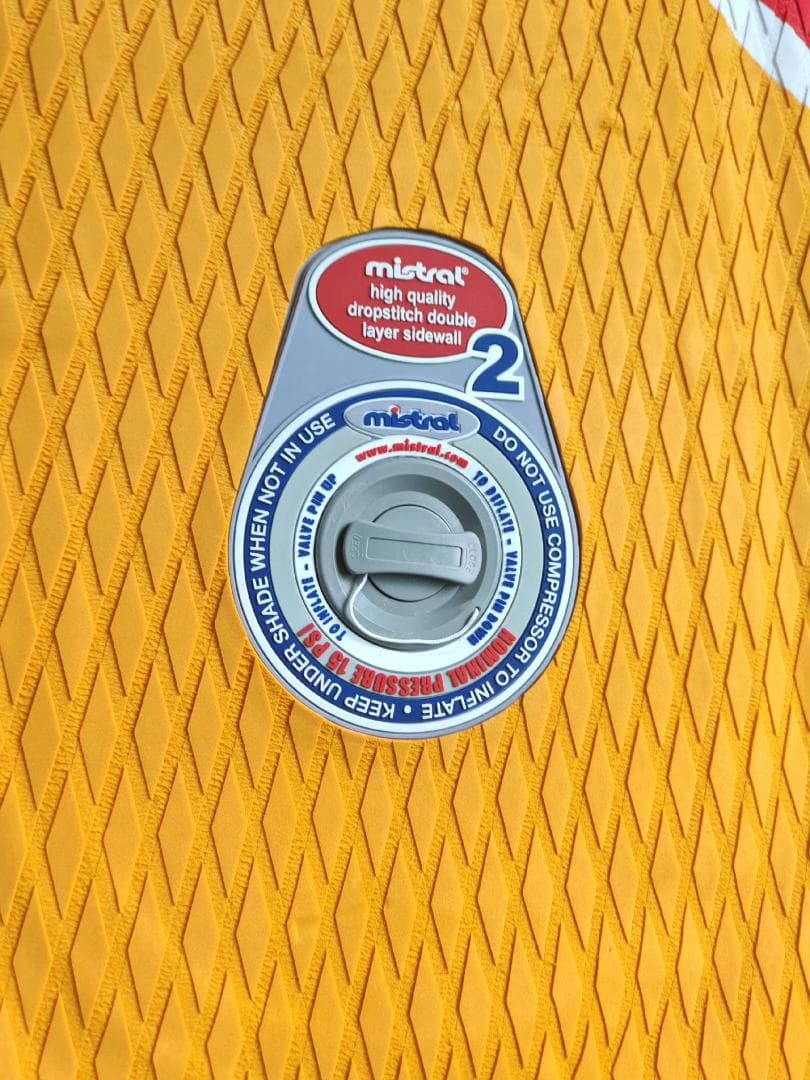 mistral®
high quality
dropstitch double
layer sidewall
2
mistral
KEEP UNDER SHADE WHEN NOT IN USE
DO NOT USE COMPRESSOR TO INFLATE •
www.mistral.com
TO INFLATE - VALVE PIN UP
TO DEFLATE - VALVE PIN DOWN
NOMINAL PRESSURE 15 PSI
OPEN
CLOSE